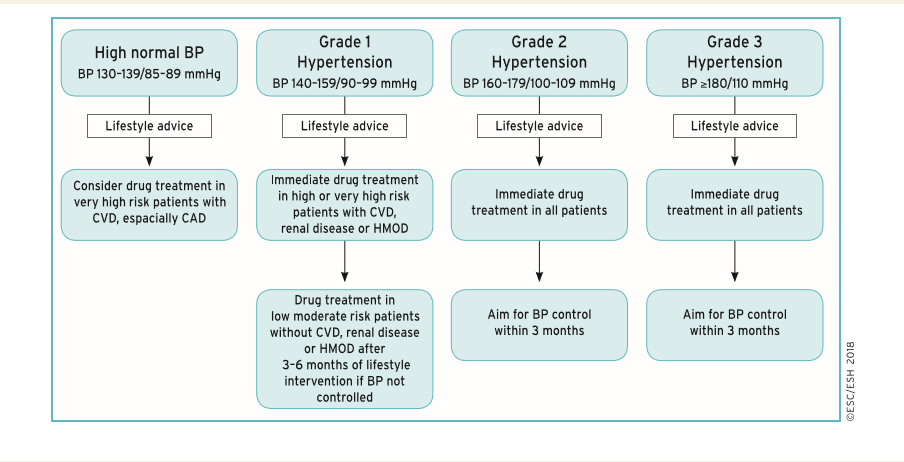 High normal BP
BP 130-139/85-89 mmHg
Lifestyle advice
Consider drug treatment in
very high risk patients with
CVD, espacially CAD
Grade 1
Hypertension
BP 140-159/90-99 mmHg
Lifestyle advice
Immediate drug treatment
in high or very high risk
patients with CVD,
renal disease or HMOD
Drug treatment in
low moderate risk patients
without CVD, renal disease
or HMOD after
3-6 months of lifestyle
intervention if BP not
controlled
Grade 2
Hypertension
BP 160-179/100-109 mmHg
Lifestyle advice
Immediate drug
treatment in all patients
Aim for BP control
within 3 months
Grade 3
Hypertension
BP ≥180/110 mmHg
Lifestyle advice
Immediate drug
treatment in all patients
Aim for BP control
within 3 months
©ESC/ESH 2018